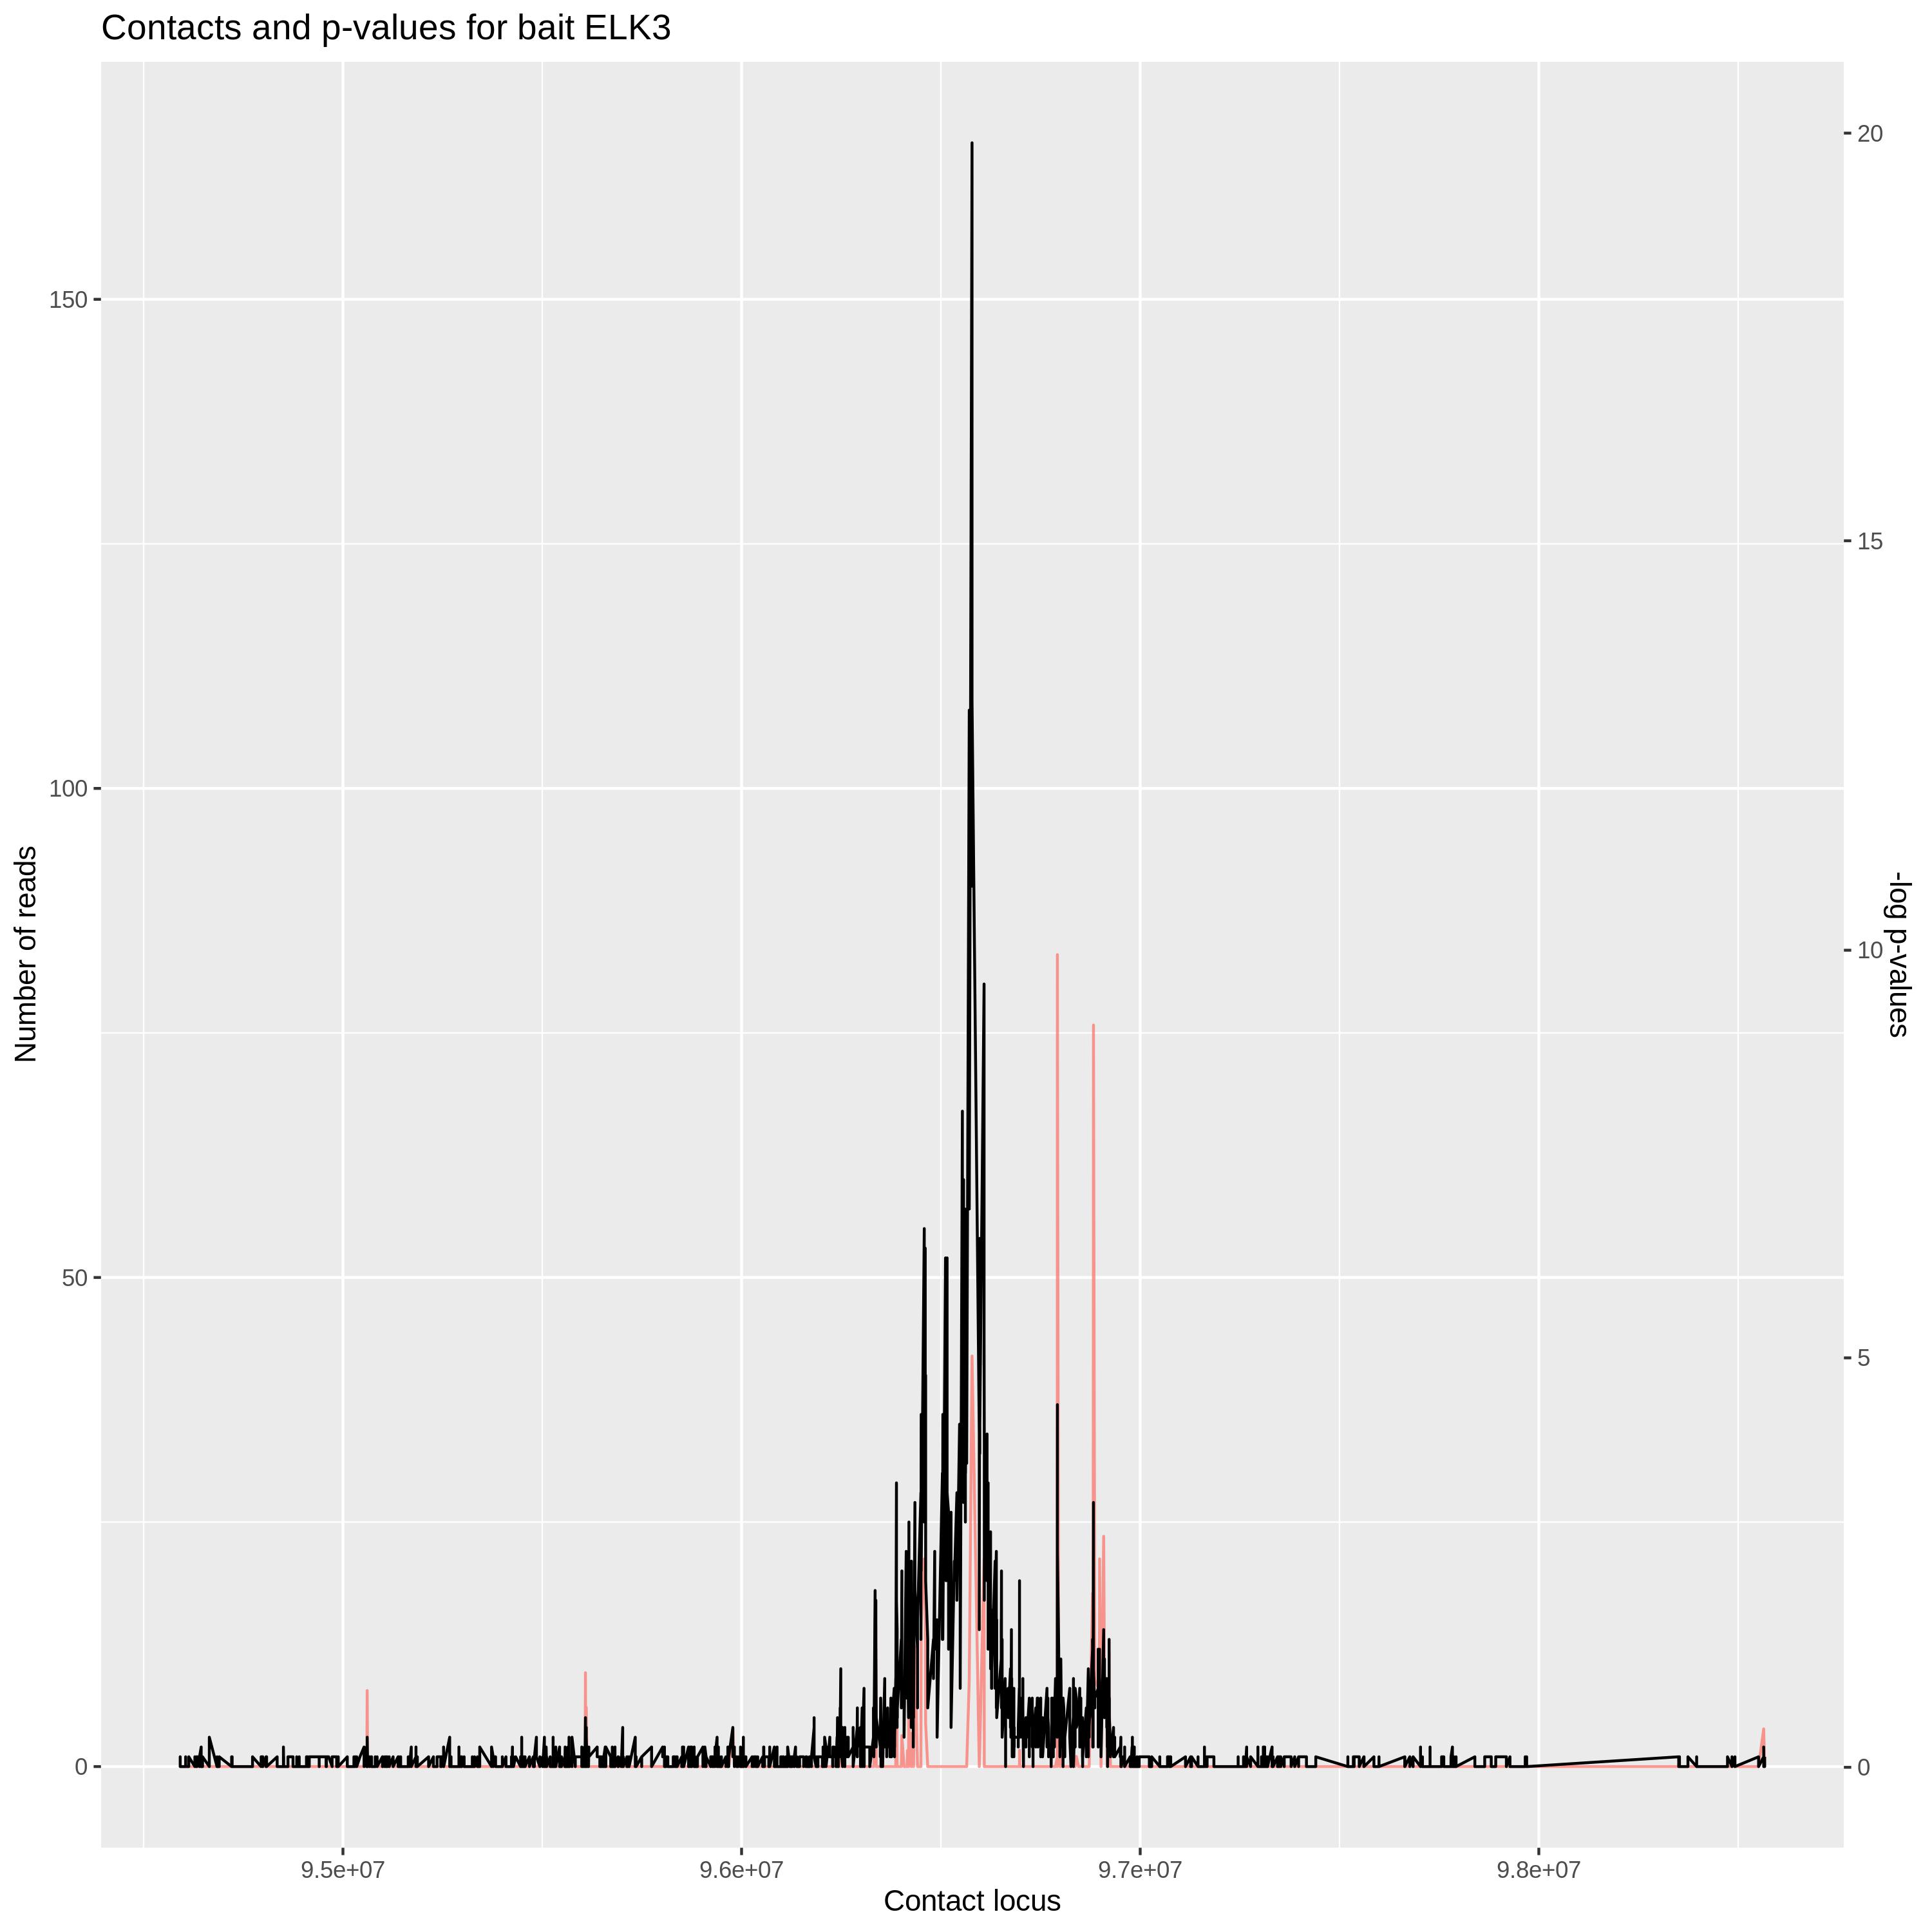 Contacts and p-values for bait ELK3
150
100
50
0
Number of reads
20
15
10
5
0
-log p-values
9.5e+07
9.6e+07
9.7e+07
9.8e+07
Contact locus